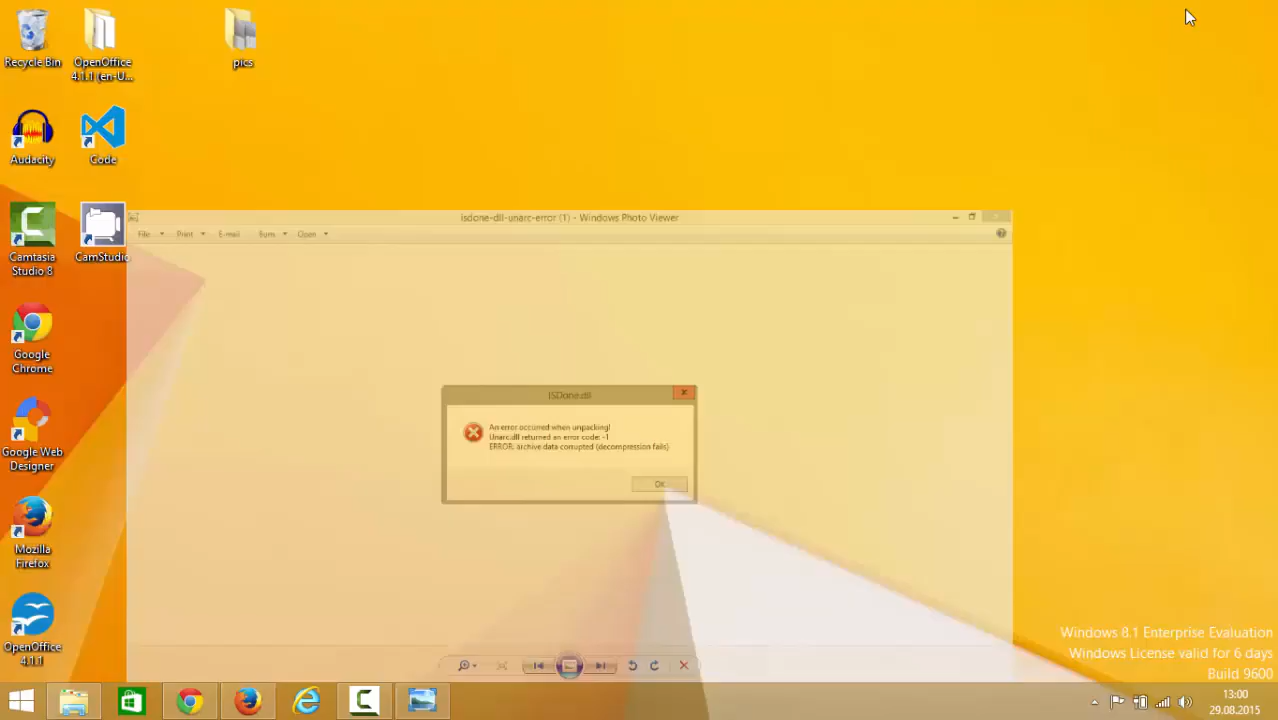 Recycle Bin
OpenOffice
4.1.1 (en-U...
pics
Audacity
Code
Camtasia
Studio 8
CamStudio
Google
Chrome
Google Web
Designer
Mozilla
Firefox
OpenOffice
4.1.1
isdone-dll-unarc-error (1) - Windows Photo Viewer
File Print E-mail Burn Open
ISDone.dll
An error occurred when unpacking!
Unarc.dll returned an error code: -1
ERROR: archive data corrupted (decompression fails)
OK
Windows 8.1 Enterprise Evaluation
Windows License valid for 6 days
Build 9600
13:00
29.08.2015